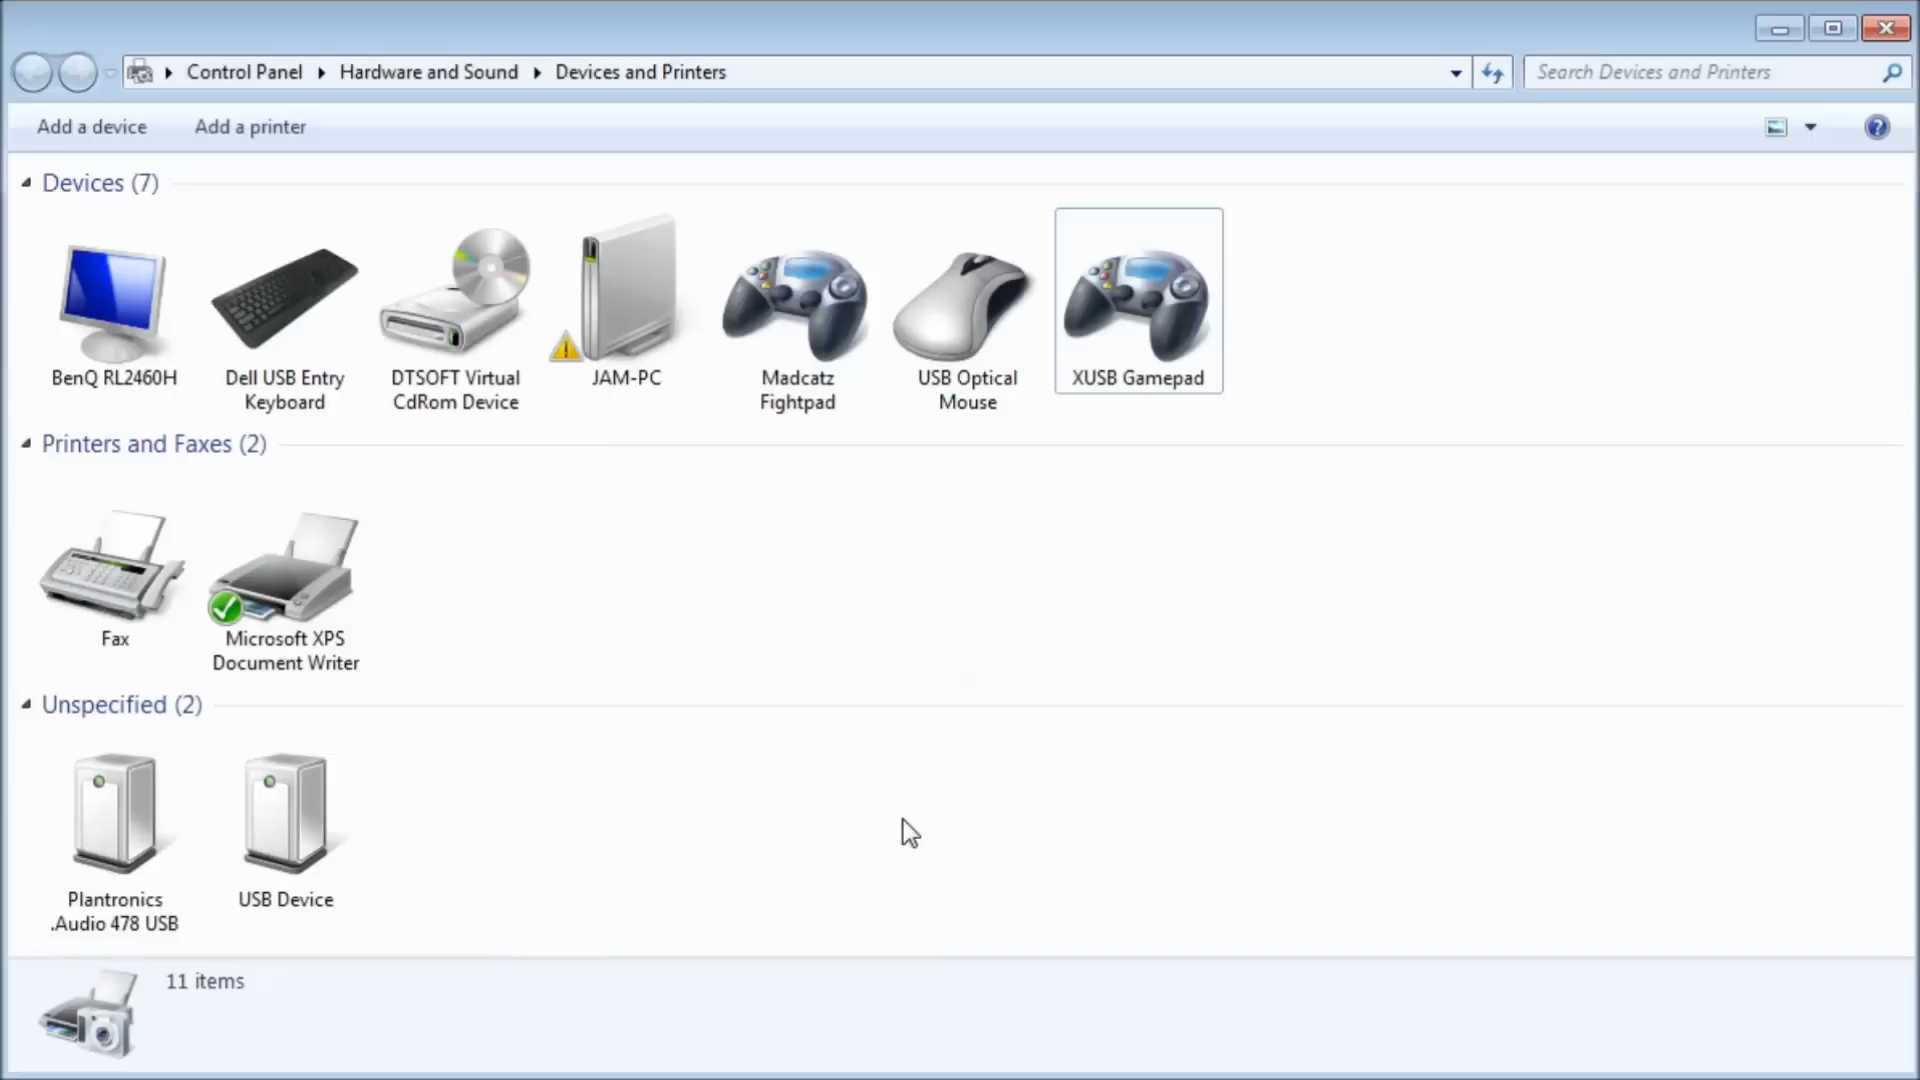 Control Panel Hardware and Sound Devices and Printers
Search Devices and Printers
Add a device Add a printer
Devices (7)
BenQ RL2460H
Dell USB Entry
Keyboard
DTSOFT Virtual
CdRom Device
JAM-PC
Madcatz
Fightpad
USB Optical
Mouse
XUSB Gamepad
Printers and Faxes (2)
Fax
Microsoft XPS
Document Writer
Unspecified (2)
Plantronics
.Audio 478 USB
USB Device
11 items